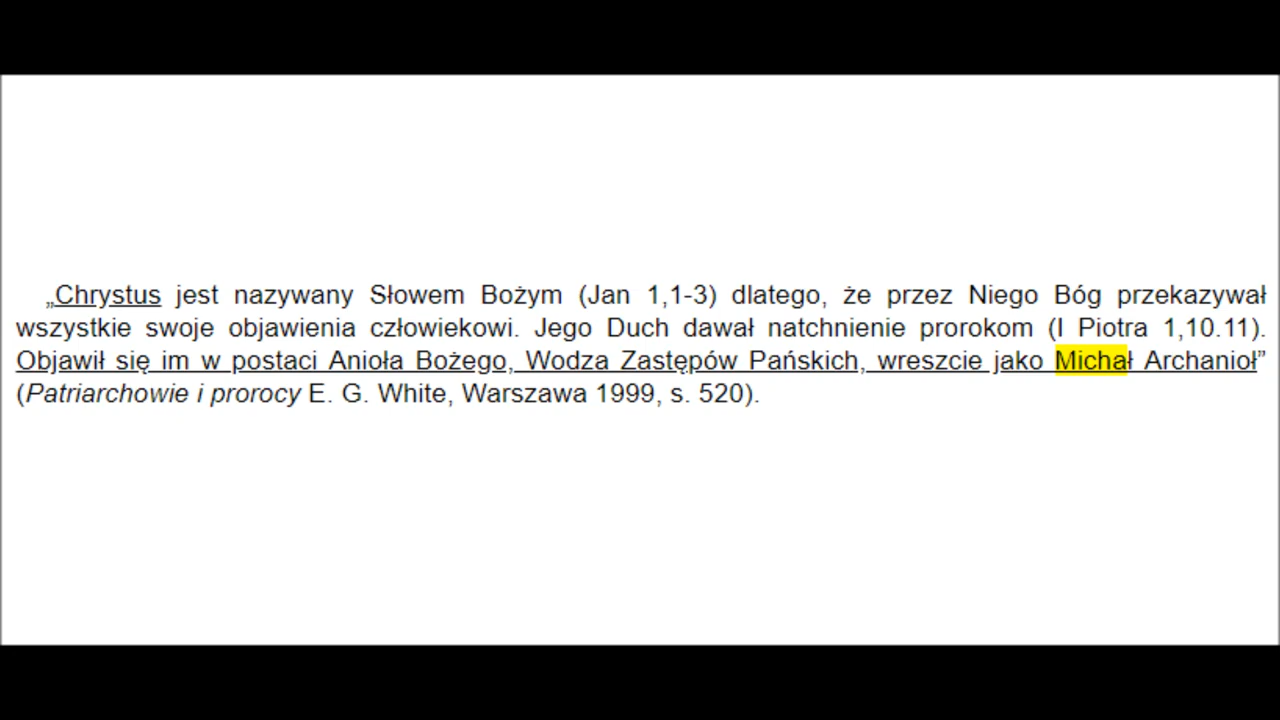 „Chrystus jest nazywany Słowem Bożym (Jan 1,1-3) dlatego, że przez Niego Bóg przekazywał
wszystkie swoje objawienia człowiekowi. Jego Duch dawał natchnienie prorokom (I Piotra 1,10.11).
Objawił się im w postaci Anioła Bożego, Wodza Zastępów Pańskich, wreszcie jako Michał Archanioł”
(Patriarchowie i prorocy E. G. White, Warszawa 1999, s. 520).